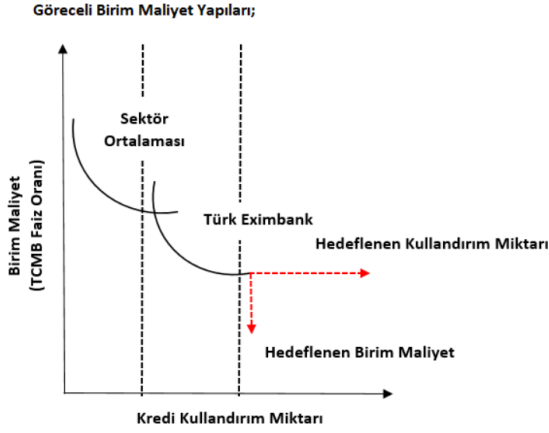 Göreceli Birim Maliyet Yapıları;
Sektör
Ortalaması
Türk Eximbank
Hedeflenen Kullandırım Miktarı
Hedeflenen Birim Maliyet
Birim Maliyet
(TCMB Faiz Oranı)
Kredi Kullandırım Miktarı